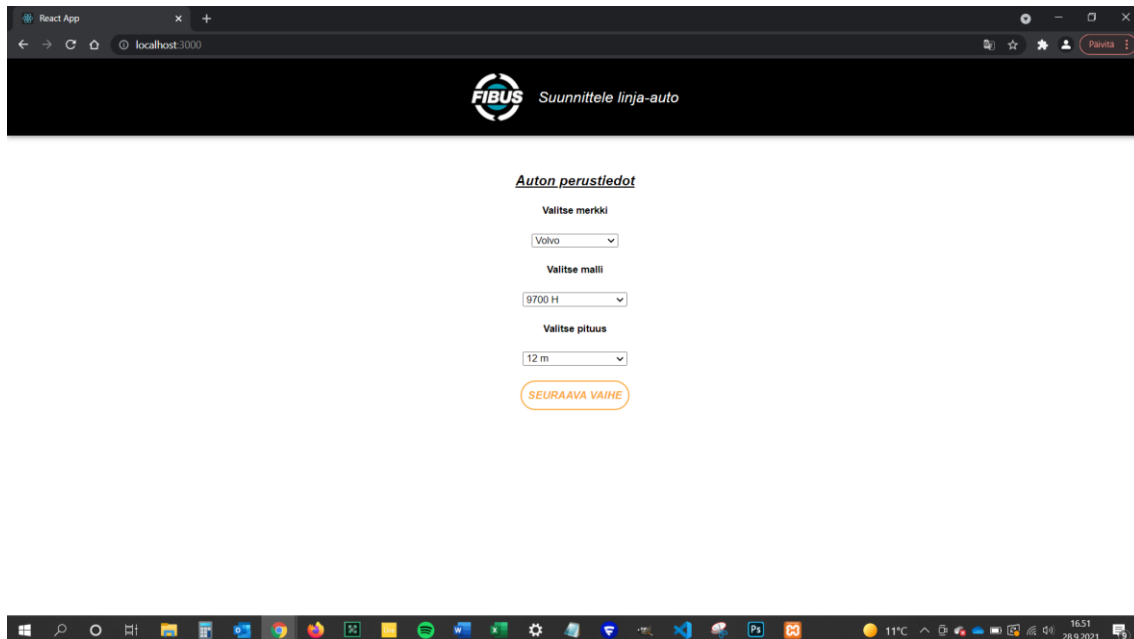 React App
localhost:3000
Päivitä
FIBUS
Suunnittele linja-auto
Auton perustiedot
Valitse merkki
Volvo
Valitse malli
9700 H
Valitse pituus
12 m
SEURAAVA VAIHE
11°C
16.51
28.9.2021